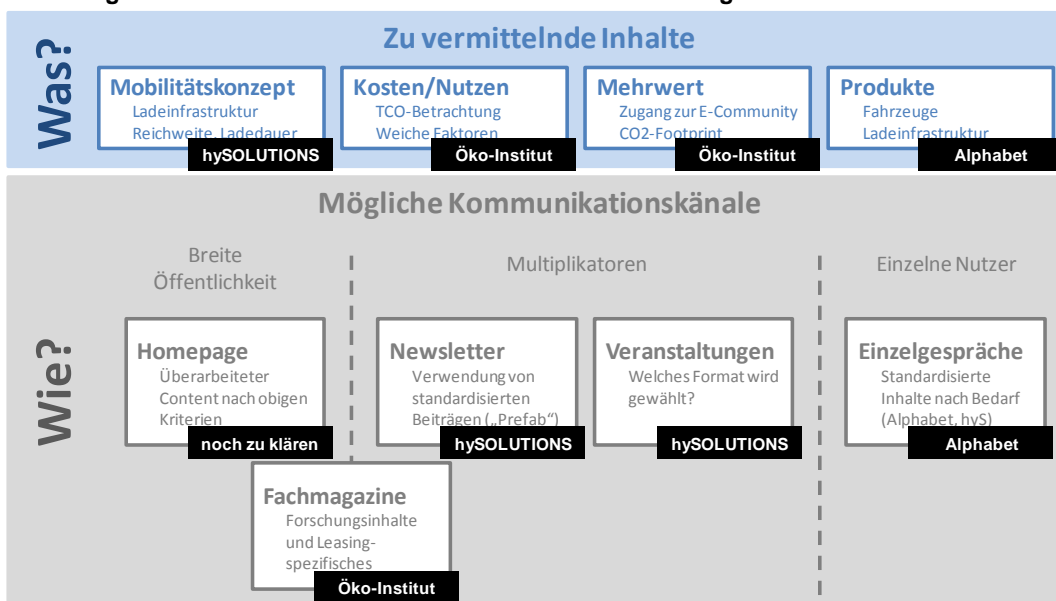 Was?
Zu vermittelnde Inhalte
Mobilitätskonzept
Ladeinfrastruktur
Reichweite, Ladedauer
hySOLUTIONS
Kosten/Nutzen
TCO-Betrachtung
Weiche Faktoren
Öko-Institut
Mehrwert
Zugang zur E-Community
CO2-Footprint
Öko-Institut
Produkte
Fahrzeuge
Ladeinfrastruktur
Alphabet
Wie?
Mögliche Kommunikationskänale
Breite
Öffentlichkeit
Multiplikatoren
Einzelne Nutzer
Homepage
Überarbeiteter
Content nach obigen
Kriterien
noch zu klären
Newsletter
Verwendung von
standardisierten
Beiträgen („Prefab“)
hySOLUTIONS
Veranstaltungen
Welches Format wird
gewählt?
hySOLUTIONS
Einzelgespräche
Standardisierte
Inhalte nach Bedarf
(Alphabet, hyS)
Alphabet
Fachmagazine
Forschungsinhalte
und Leasing-
spezifisches
Öko-Institut